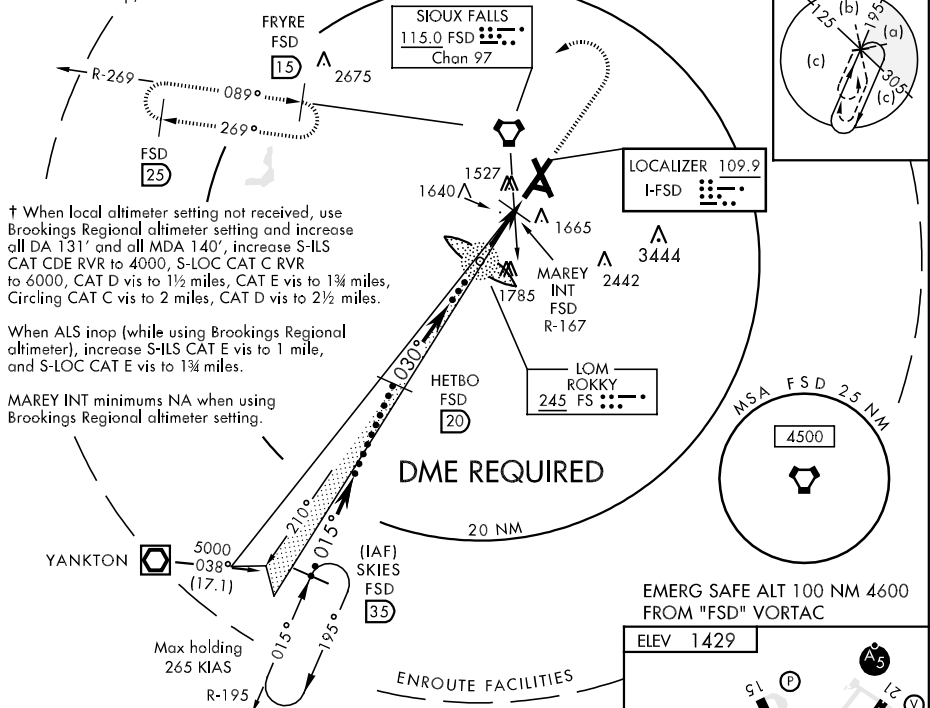 FRYRE
FSD
15
2675
SIOUX FALLS
115.0 FSD
Chan 97
125
(b)
195
(a)
(c)
305
(c)
R-269
089°
269°
FSD
25
1527
1640
1665
3444
2442
1785
LOCALIZER 109.9
I-FSD
† When local altimeter setting not received, use
Brookings Regional altimeter setting and increase
all DA 131' and all MDA 140', increase S-ILS
CAT CDE RVR to 4000, S-LOC CAT C RVR
to 6000, CAT D vis to 1½ miles, CAT E vis to 1¾ miles,
Circling CAT C vis to 2 miles, CAT D vis to 2½ miles.
When ALS inop (while using Brookings Regional
altimeter), increase S-ILS CAT E vis to 1 mile,
and S-LOC CAT E vis to 1¾ miles.
MAREY INT minimums NA when using
Brookings Regional altimeter setting.
MAREY
INT
FSD
R-167
030°
HETBO
FSD
20
LOM
ROKKY
245 FS
MSA FSD 25 NM
4500
DME REQUIRED
20 NM
210°
015°
YANKTON
5000
038°
(17.1)
(IAF)
SKIES
FSD
35
015°
195°
Max holding
265 KIAS
R-195
ENROUTE FACILITIES
EMERG SAFE ALT 100 NM 4600
FROM "FSD" VORTAC
ELEV 1429
A5
15
P
21
V